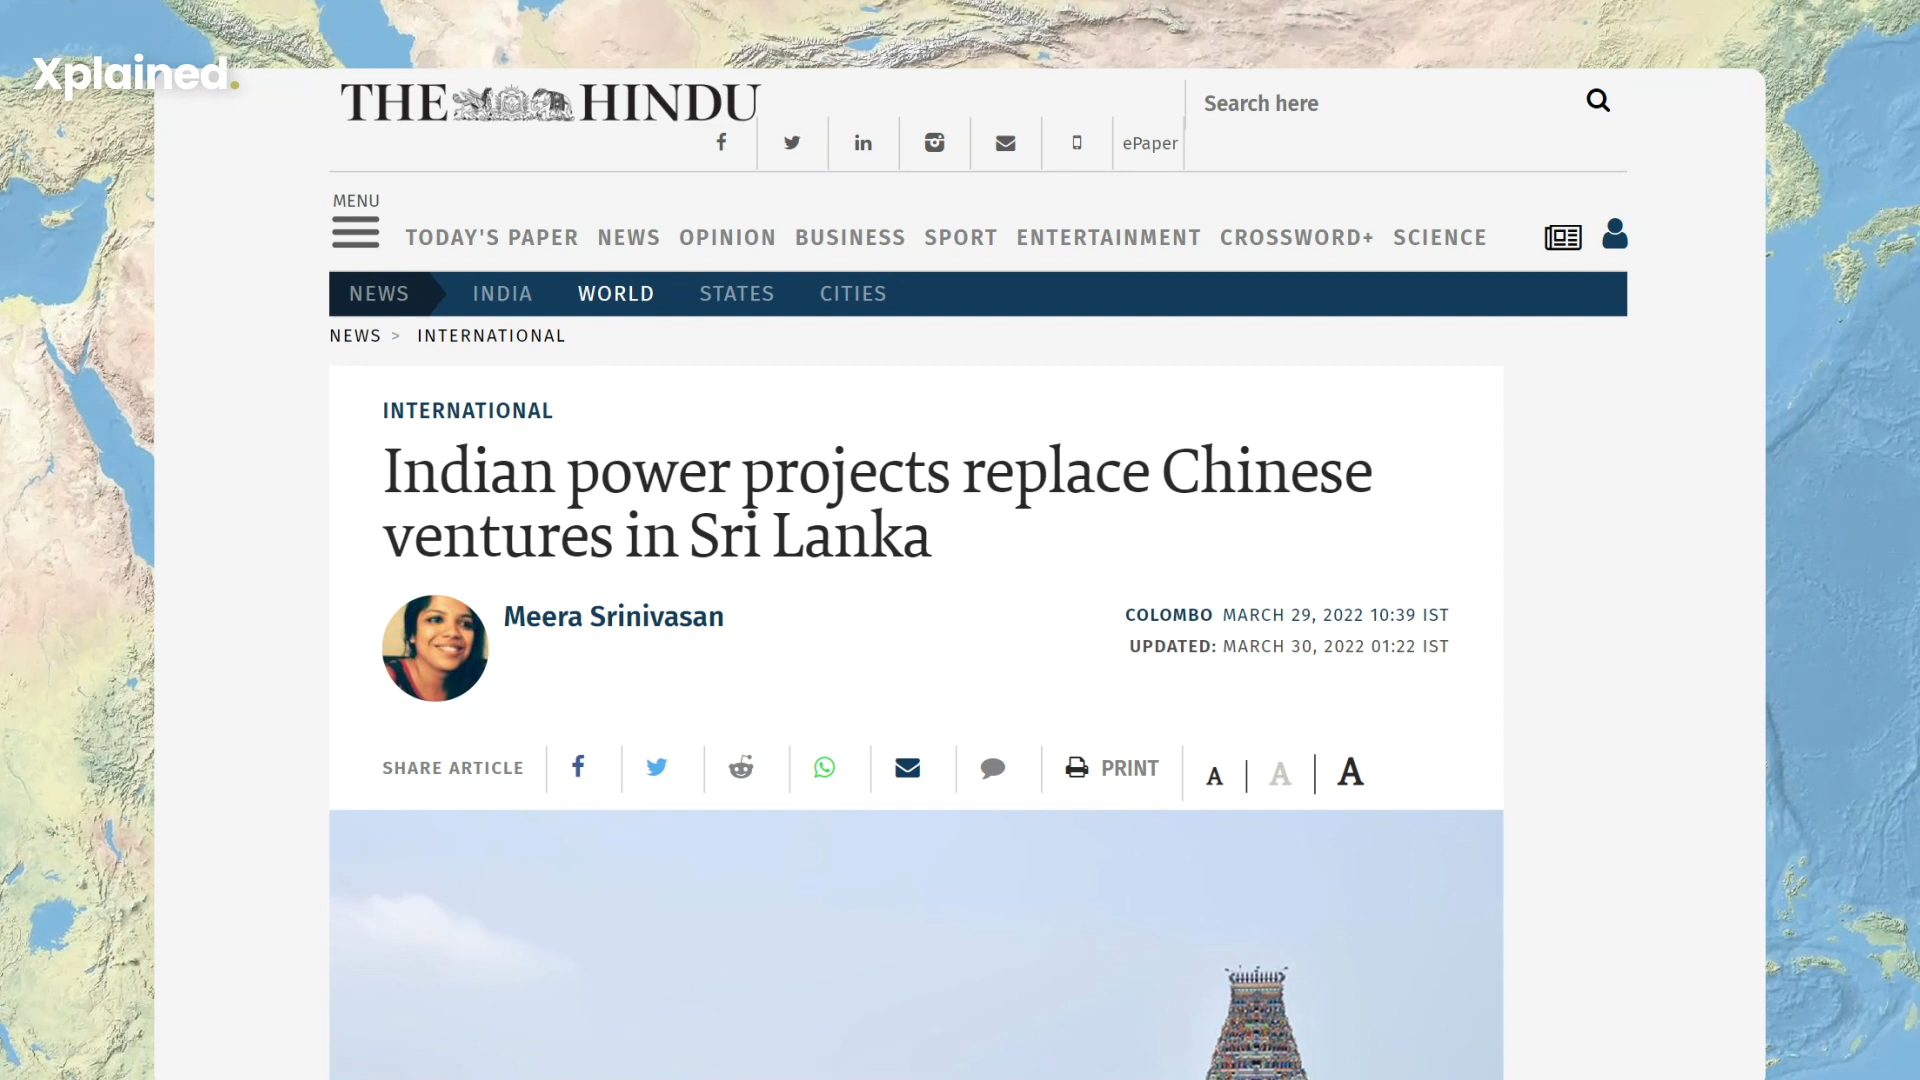 Xplained.
THE HINDU
Search here
ePaper
MENU
TODAY'S PAPER NEWS OPINION BUSINESS SPORT ENTERTAINMENT CROSSWORD+ SCIENCE
NEWS INDIA WORLD STATES CITIES
NEWS > INTERNATIONAL
INTERNATIONAL
Indian power projects replace Chinese
ventures in Sri Lanka
Meera Srinivasan
COLOMBO MARCH 29, 2022 10:39 IST
UPDATED: MARCH 30, 2022 01:22 IST
SHARE ARTICLE PRINT A A A